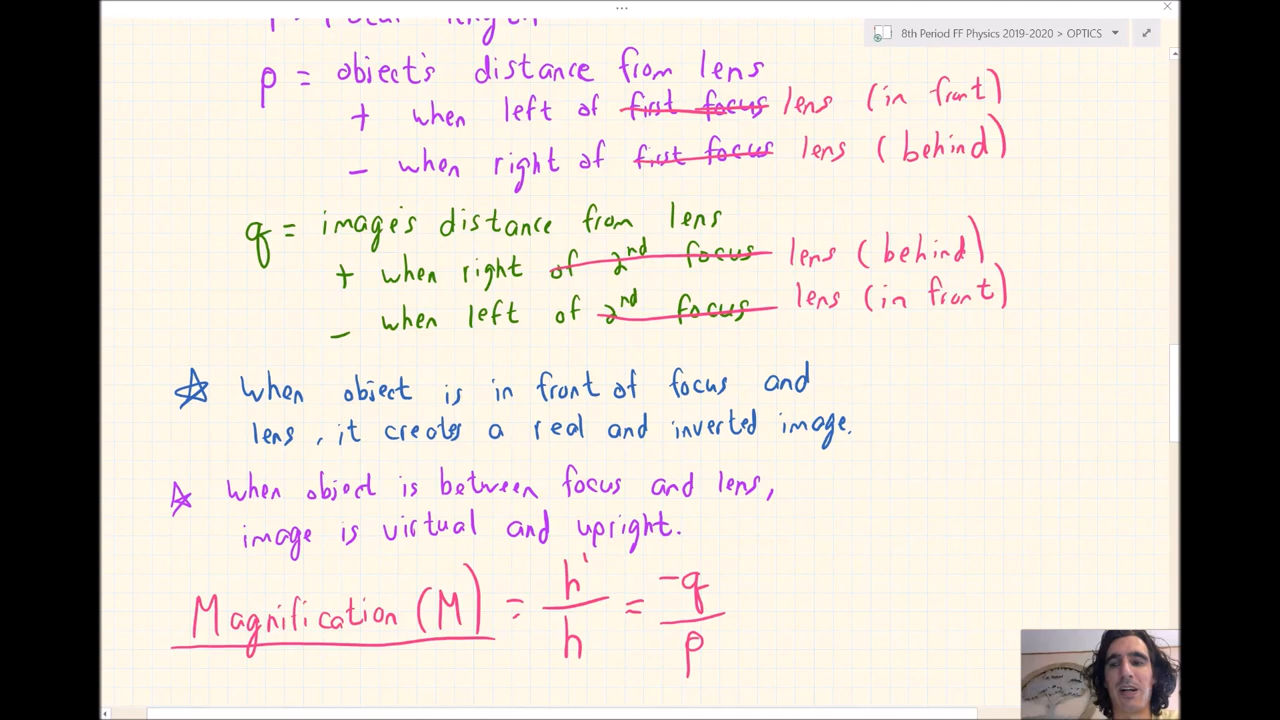 8th Period FF Physics 2019-2020 > OPTICS
p = object's distance from lens
+ when left of first focus lens (in front)
- when right of first focus lens (behind)
q = image's distance from lens
+ when right of 2nd focus lens (behind)
- when left of 2nd focus lens (in front)
☆ When object is in front of focus and
lens, it creates a real and inverted image.
☆ When object is between focus and lens,
image is virtual and upright.
Magnification (M) = h'/h = -q/p